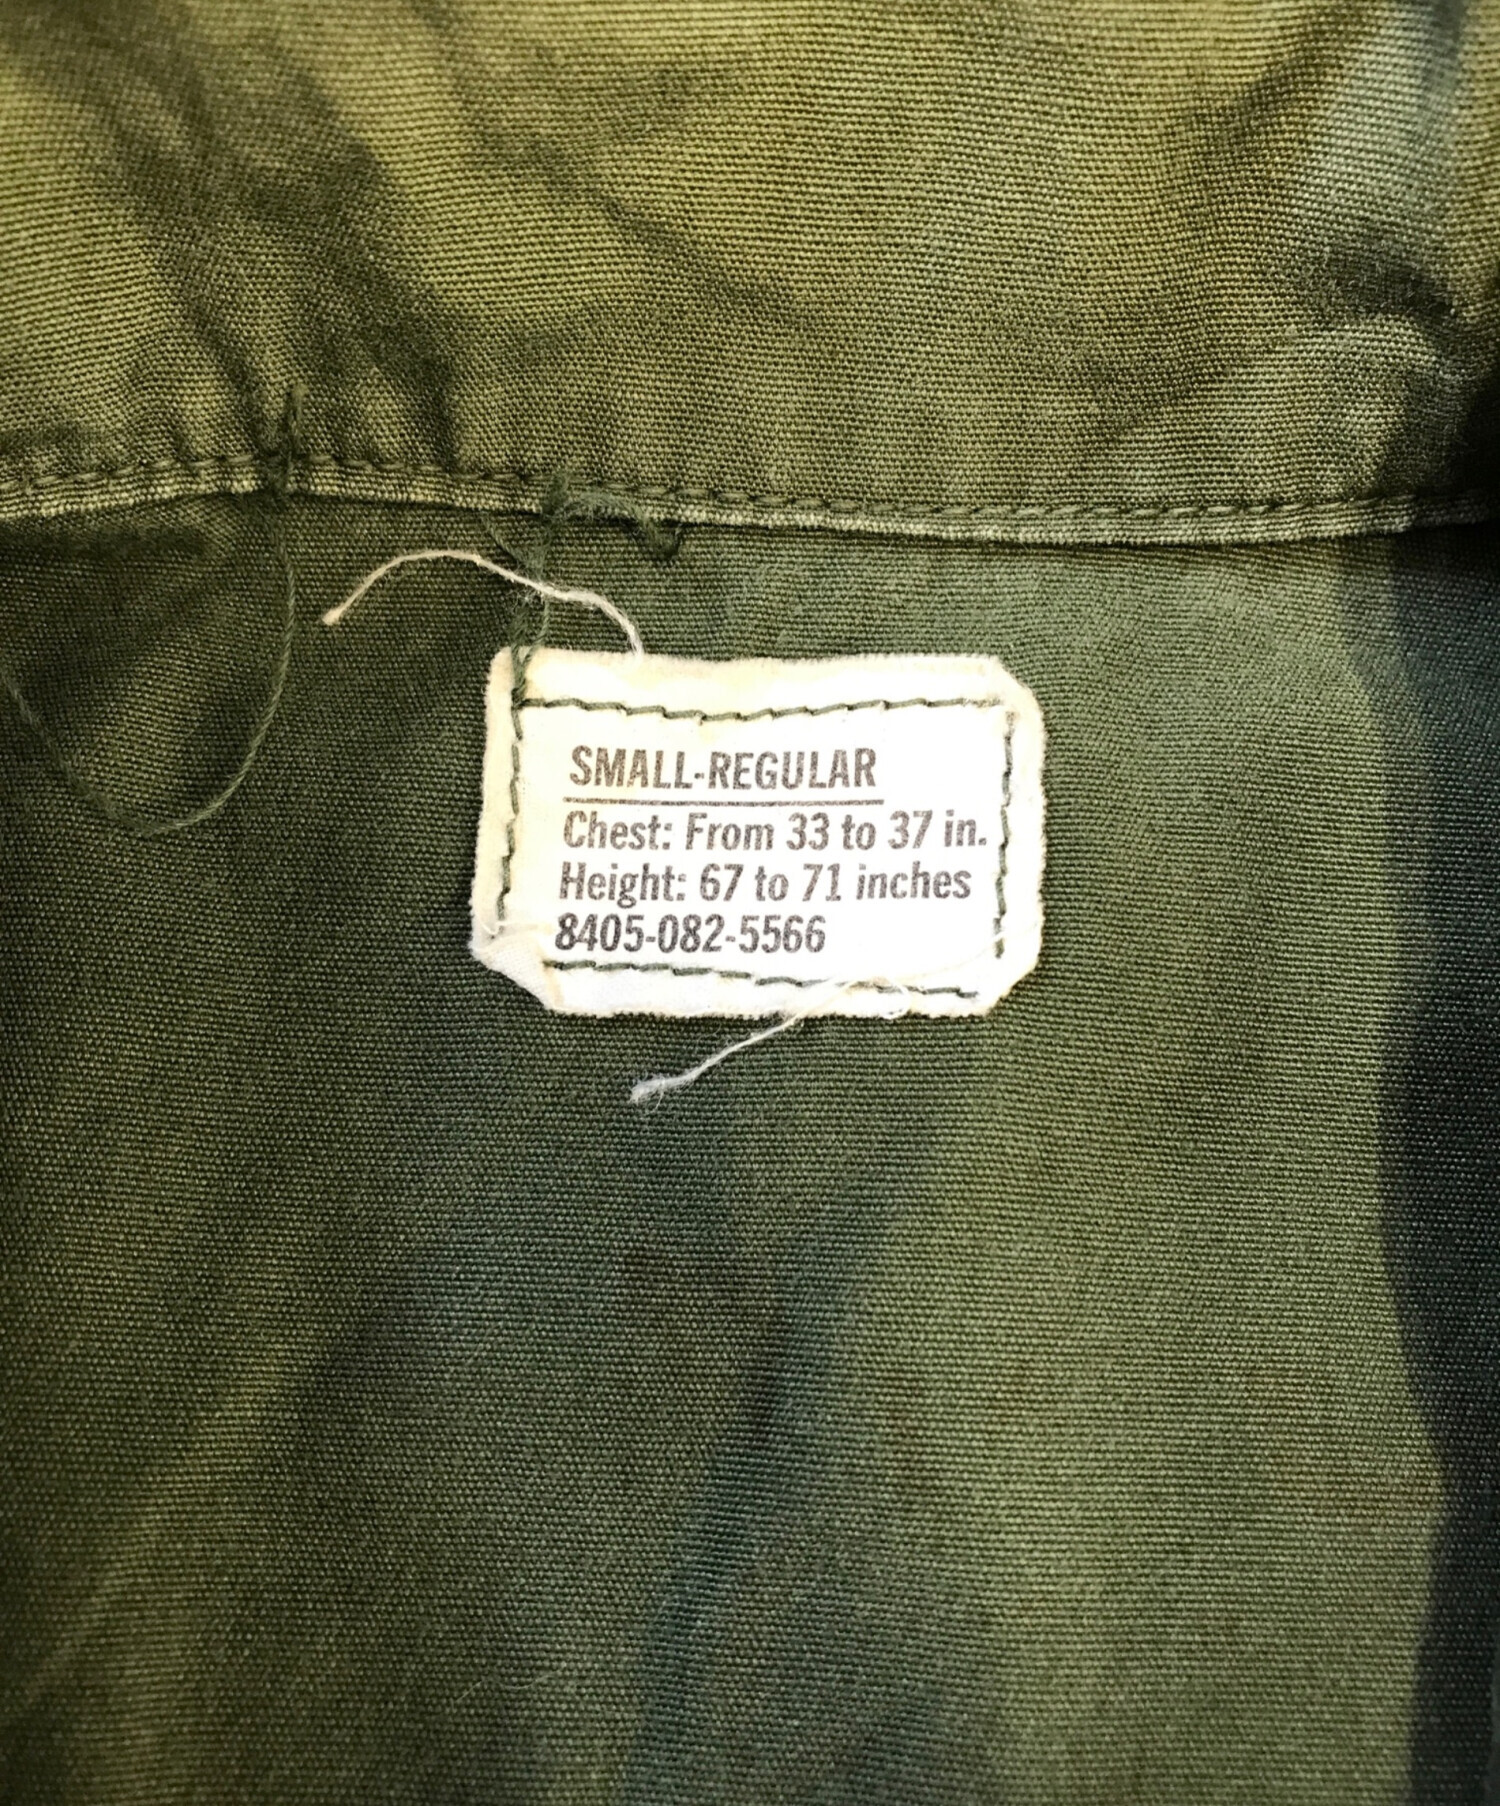 SMALL-REGULAR
Chest: From 33 to 37 in.
Height: 67 to 71 inches
8405-082-5566